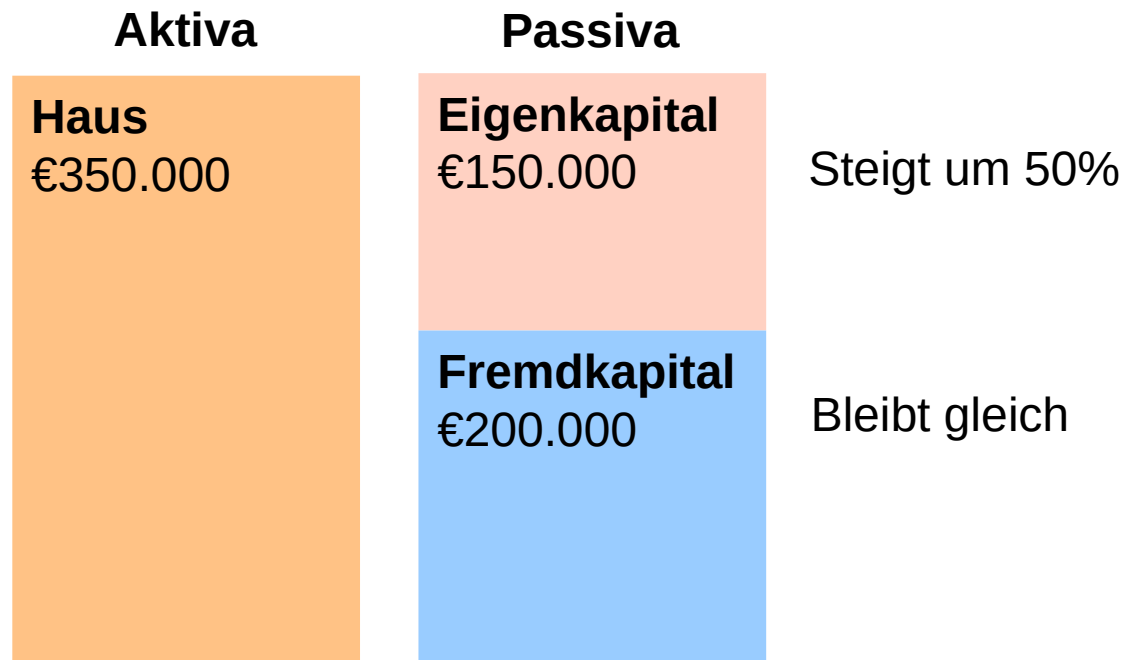 Aktiva
Passiva
Haus
€350.000
Eigenkapital
€150.000
Steigt um 50%
Fremdkapital
€200.000
Bleibt gleich